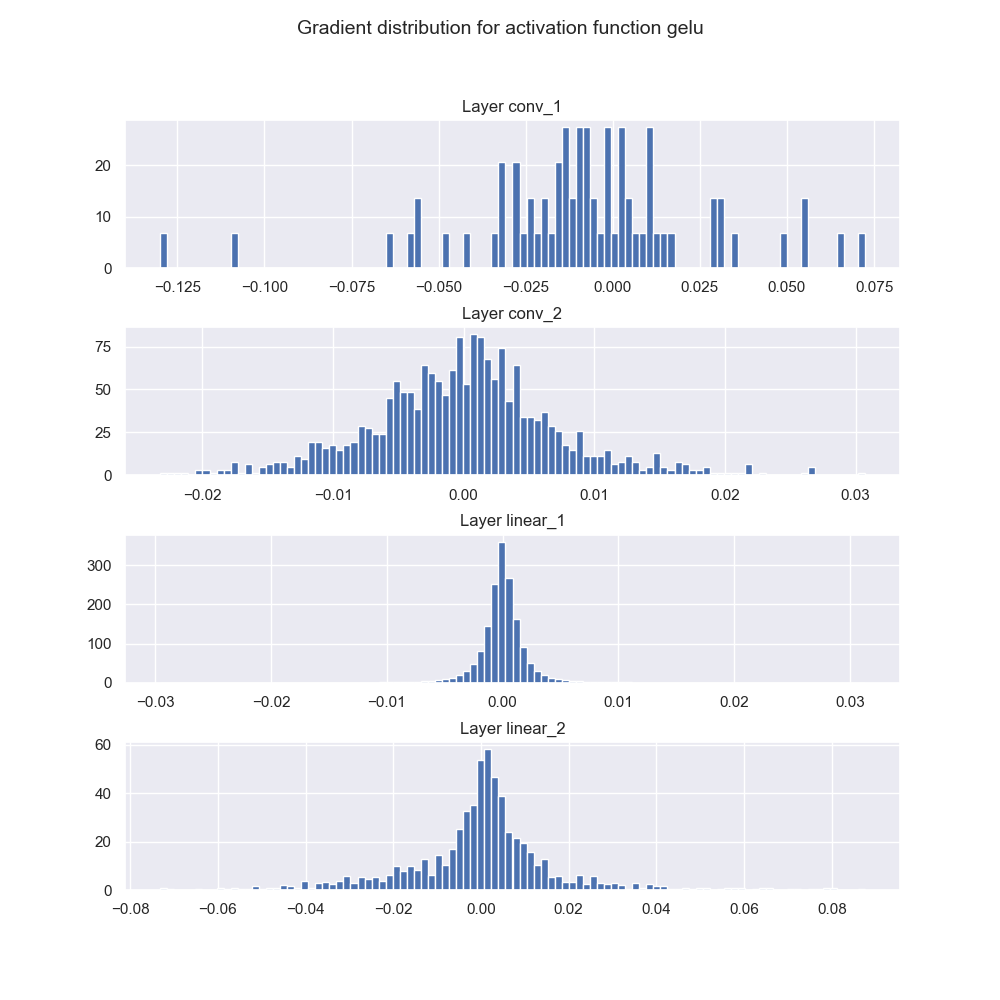 Gradient distribution for activation function gelu
Layer conv_1
20
10
0
−0.125 −0.100 −0.075 −0.050 −0.025 0.000 0.025 0.050 0.075
Layer conv_2
75
50
25
0
−0.02 −0.01 0.00 0.01 0.02 0.03
Layer linear_1
300
200
100
0
−0.03 −0.02 −0.01 0.00 0.01 0.02 0.03
Layer linear_2
60
40
20
0
−0.08 −0.06 −0.04 −0.02 0.00 0.02 0.04 0.06 0.08